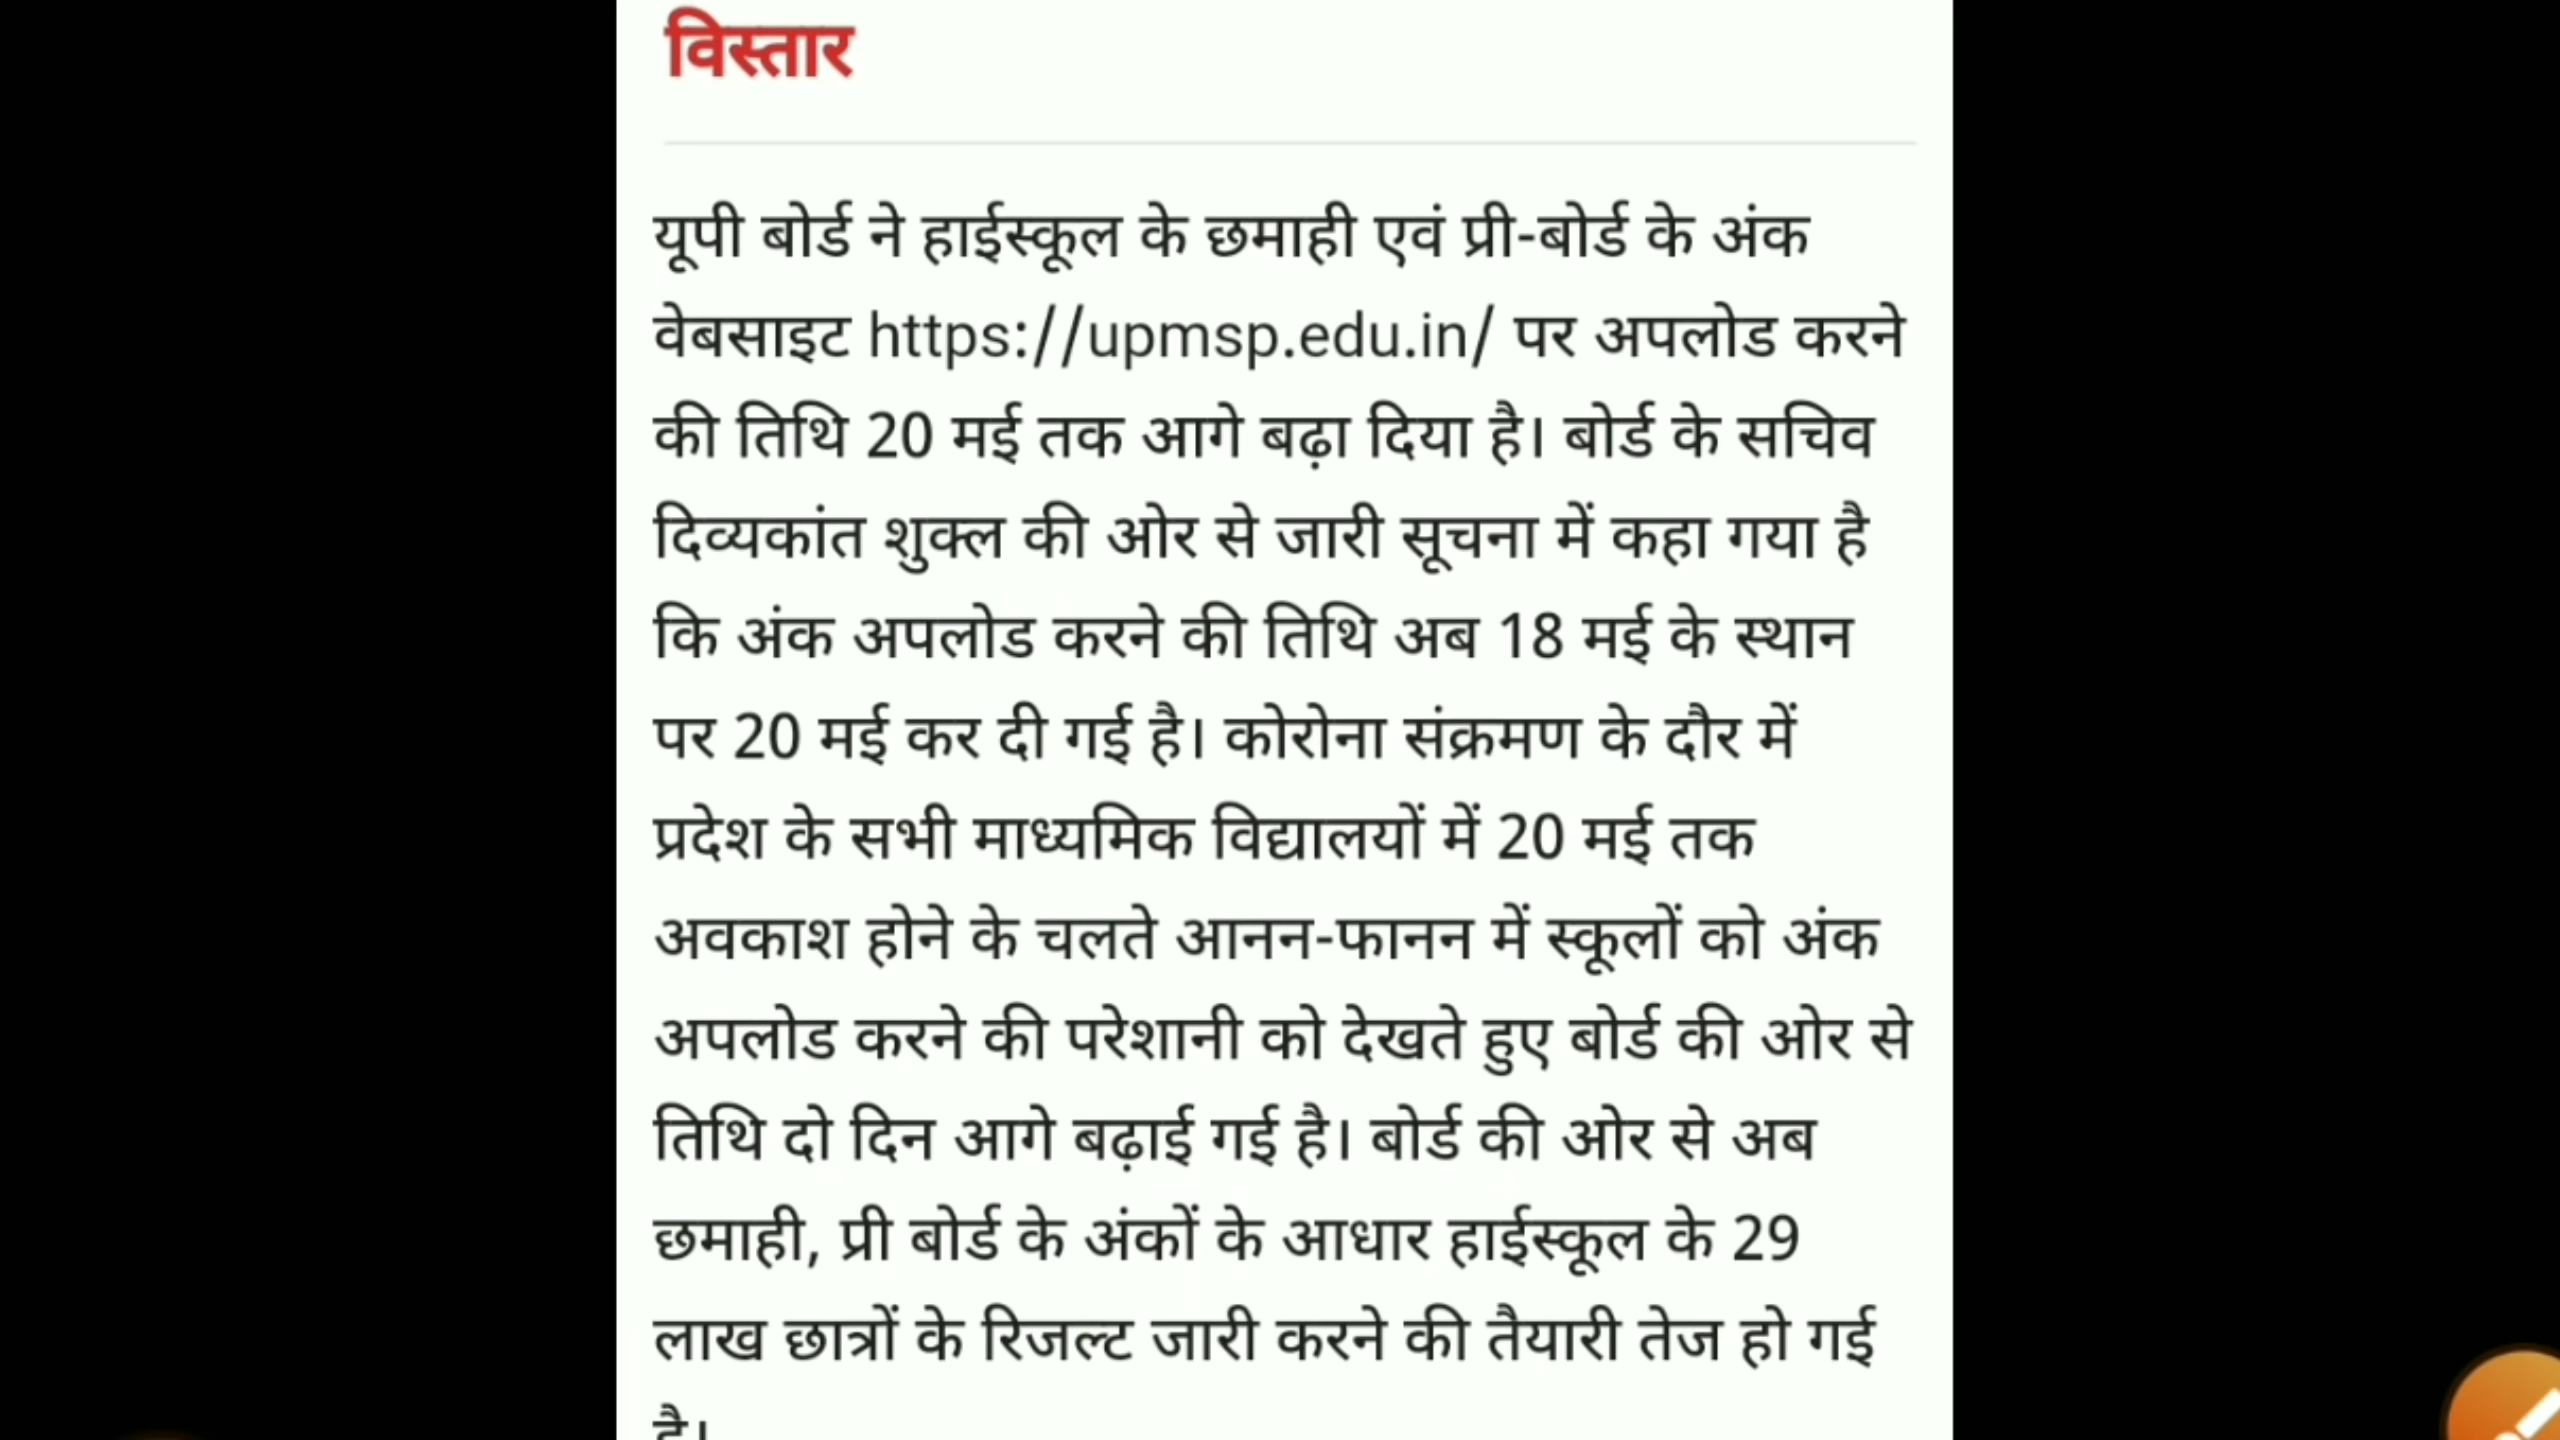 विस्तार
यूपी बोर्ड ने हाईस्कूल के छमाही एवं प्री-बोर्ड के अंक
वेबसाइट https://upmsp.edu.in/ पर अपलोड करने
की तिथि 20 मई तक आगे बढ़ा दिया है। बोर्ड के सचिव
दिव्यकांत शुक्ल की ओर से जारी सूचना में कहा गया है
कि अंक अपलोड करने की तिथि अब 18 मई के स्थान
पर 20 मई कर दी गई है। कोरोना संक्रमण के दौर में
प्रदेश के सभी माध्यमिक विद्यालयों में 20 मई तक
अवकाश होने के चलते आनन-फानन में स्कूलों को अंक
अपलोड करने की परेशानी को देखते हुए बोर्ड की ओर से
तिथि दो दिन आगे बढ़ाई गई है। बोर्ड की ओर से अब
छमाही, प्री बोर्ड के अंकों के आधार हाईस्कूल के 29
लाख छात्रों के रिजल्ट जारी करने की तैयारी तेज हो गई
है।